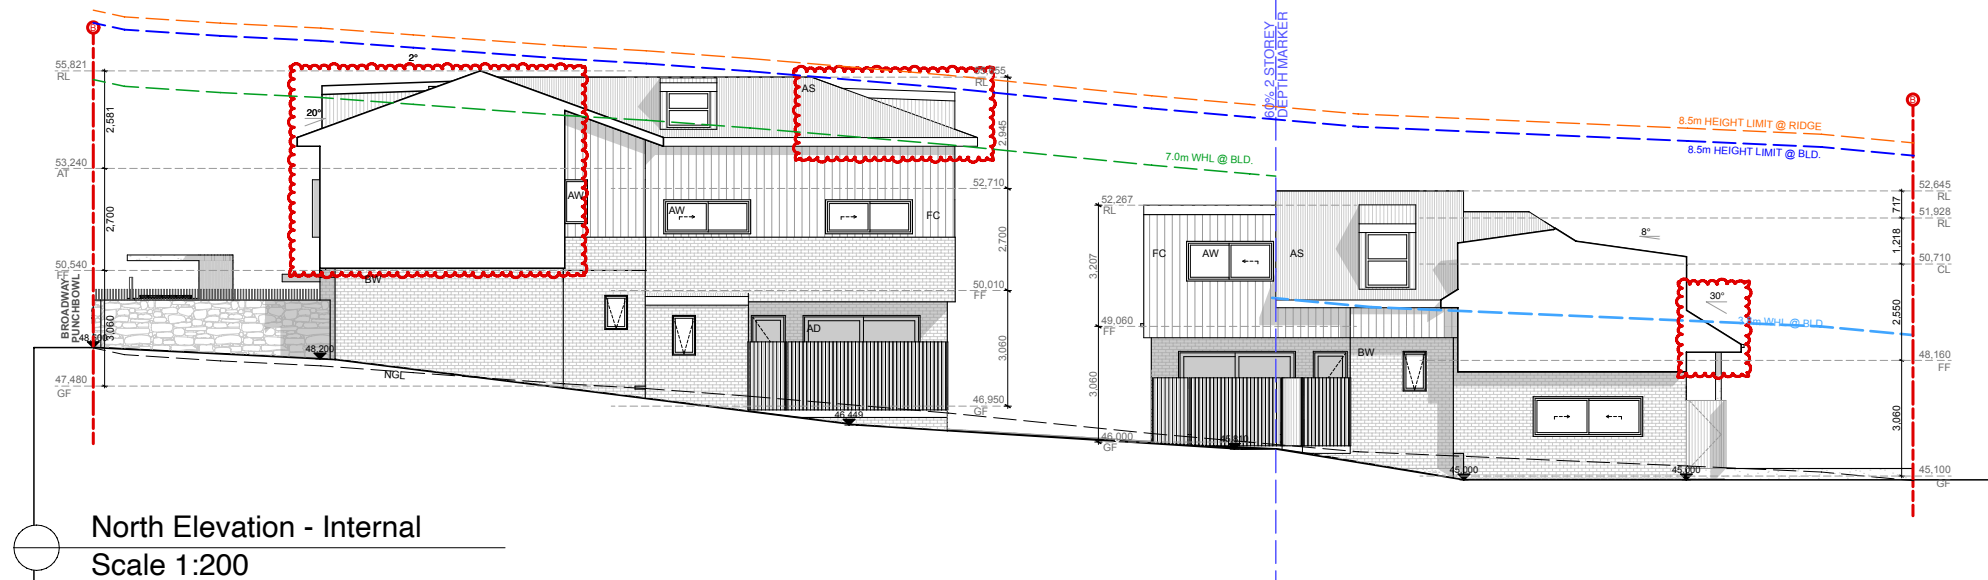 55,821
RL
2,581
53,240
AT
2,700
50,540
FF
BROADWAY
PUNCHBOWL
3,060
47,480
GF
48,200
NGL
2°
20°
BW
AW
AW
FC
AS
AD
46,449
RL
2,945
52,710
2,700
50,010
FF
3,060
46,950
GF
7.0m WHL @ BLD.
60% 2 STOREY
DEPTH MARKER
8.5m HEIGHT LIMIT @ RIDGE
8.5m HEIGHT LIMIT @ BLD.
52,267
RL
3,207
49,060
FF
3,060
46,000
GF
FC
AW
AS
BW
8°
30°
WHL @ BLD.
45,000
45,000
52,645
RL
717
51,928
RL
1,218
50,710
CL
2,550
48,160
FF
3,060
45,100
GF
North Elevation - Internal
Scale 1:200